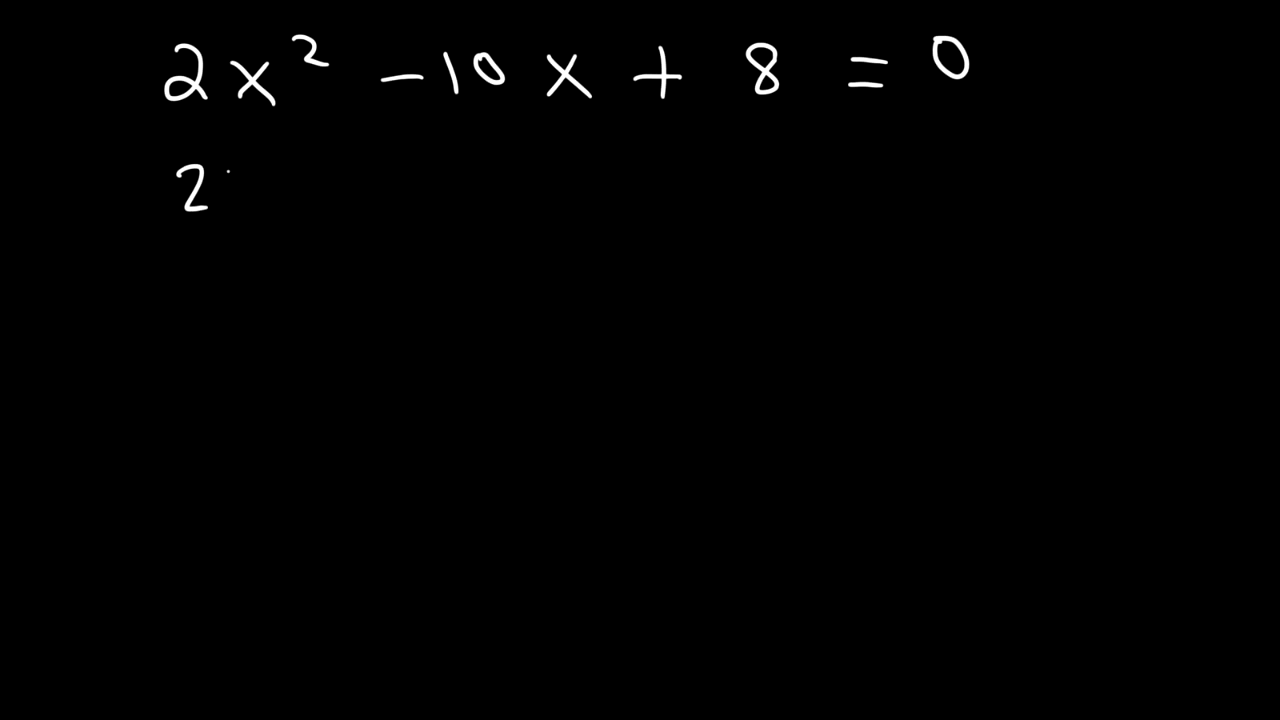 2x² - 10x + 8 = 0
2